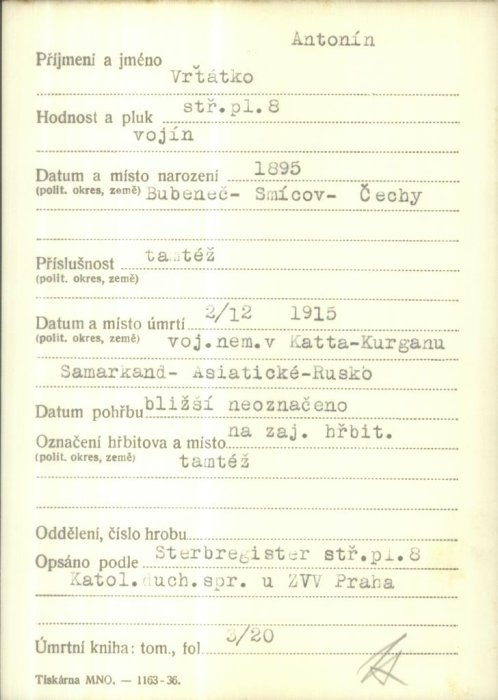 Antonín
Příjmení a jméno
Vrťátko
Hodnost a pluk stř.pl.8
vojín
Datum a místo narození 1895
(polit. okres, země) Bubeneč- Smícov- Čechy
Příslušnost tamtéž
(polit. okres, země)
Datum a místo úmrtí 2/12 1915
(polit. okres, země) voj.nem.v Katta-Kurganu
Samarkand- Asiatické-Rusko
Datum pohřbu bližší neoznačeno
Označení hřbitova a místo na zaj. hřbit.
(polit. okres, země) tamtéž
Oddělení, číslo hrobu
Opsáno podle Sterbregister stř.pl.8
Katol.duch.spr. u ZVV Praha
Úmrtní kniha: tom., fol 3/20
Tiskárna MNO. — 1163-36.